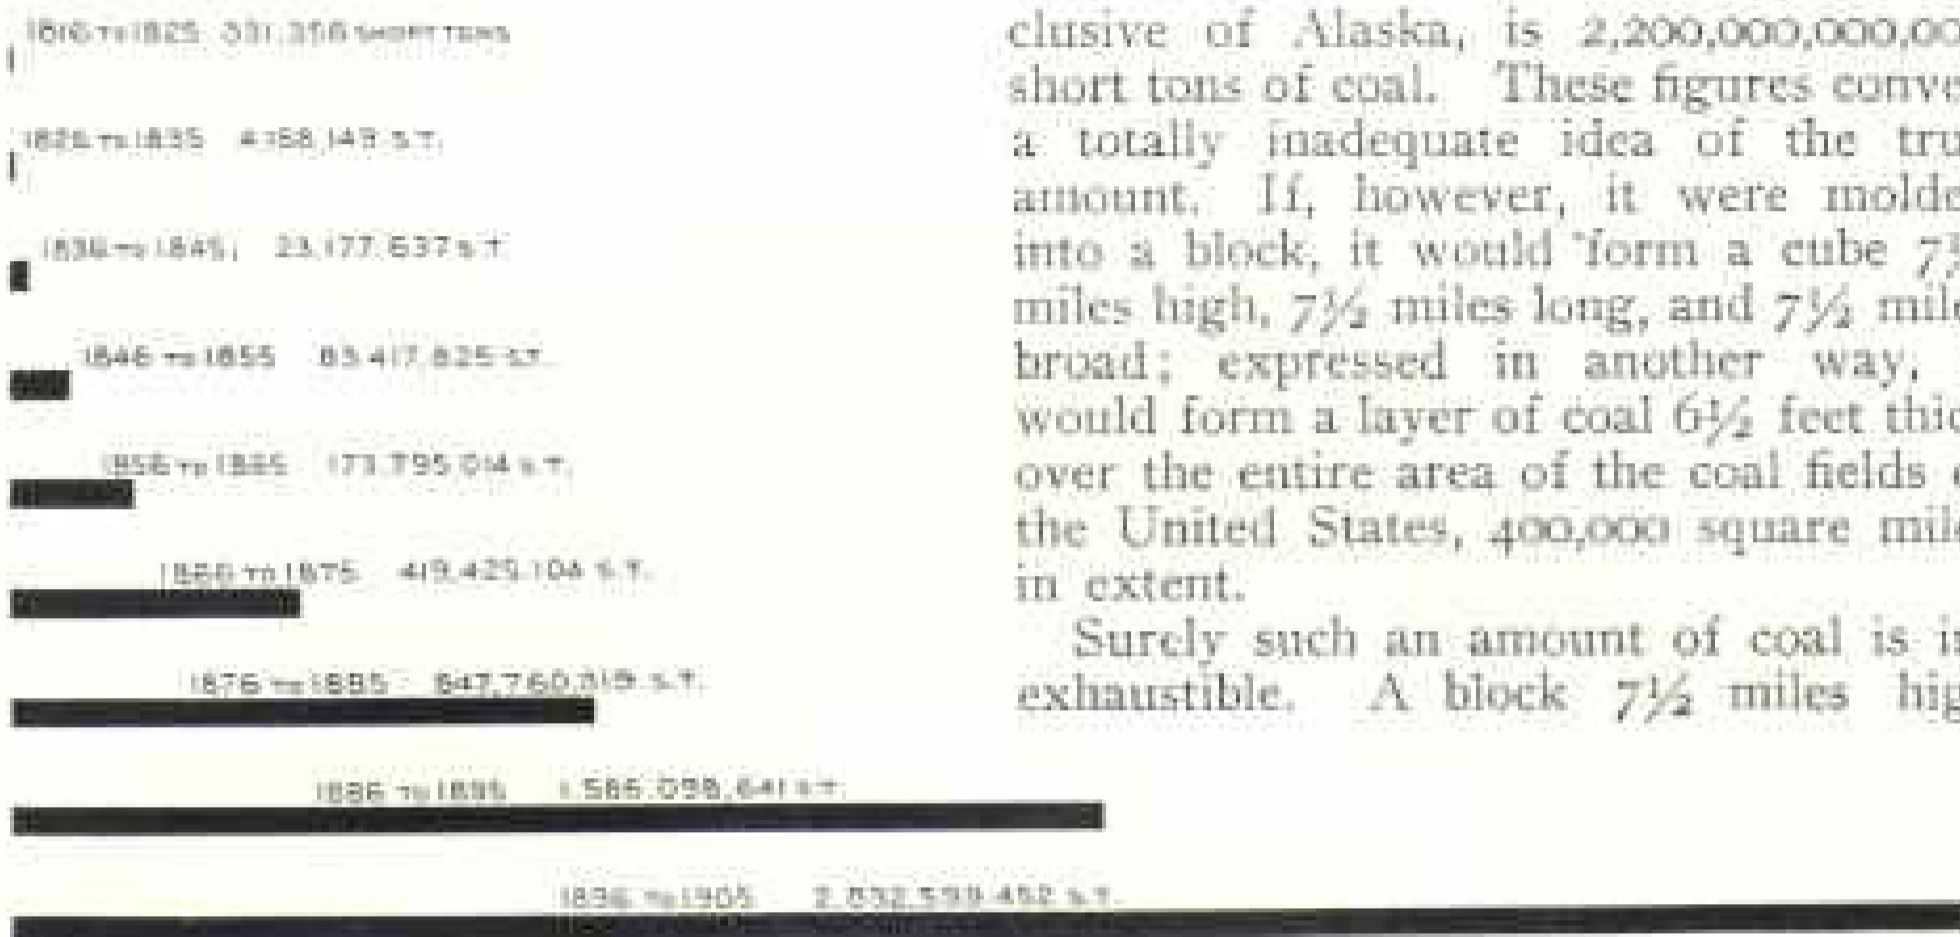 1816 TO 1825 331,356 SHORT TONS
1826 TO 1835 4,168,149 S.T.
1836 TO 1845, 23,177,637 S.T.
1846 TO 1855 83,417,825 S.T.
1856 TO 1865 173,795,014 S.T.
1866 TO 1875 419,425,104 S.T.
1876 TO 1885 847,760,319 S.T.
1886 TO 1895 1,586,098,641 S.T.
1896 TO 1905 2,832,599,452 S.T.
clusive of Alaska, is 2,200,000,000,00
short tons of coal. These figures conve
a totally inadequate idea of the tru
amount. If, however, it were molde
into a block, it would form a cube 7½
miles high, 7½ miles long, and 7½ mile
broad; expressed in another way,
would form a layer of coal 6½ feet thic
over the entire area of the coal fields
the United States, 400,000 square mile
in extent.
Surely such an amount of coal is in
exhaustible. A block 7½ miles hig